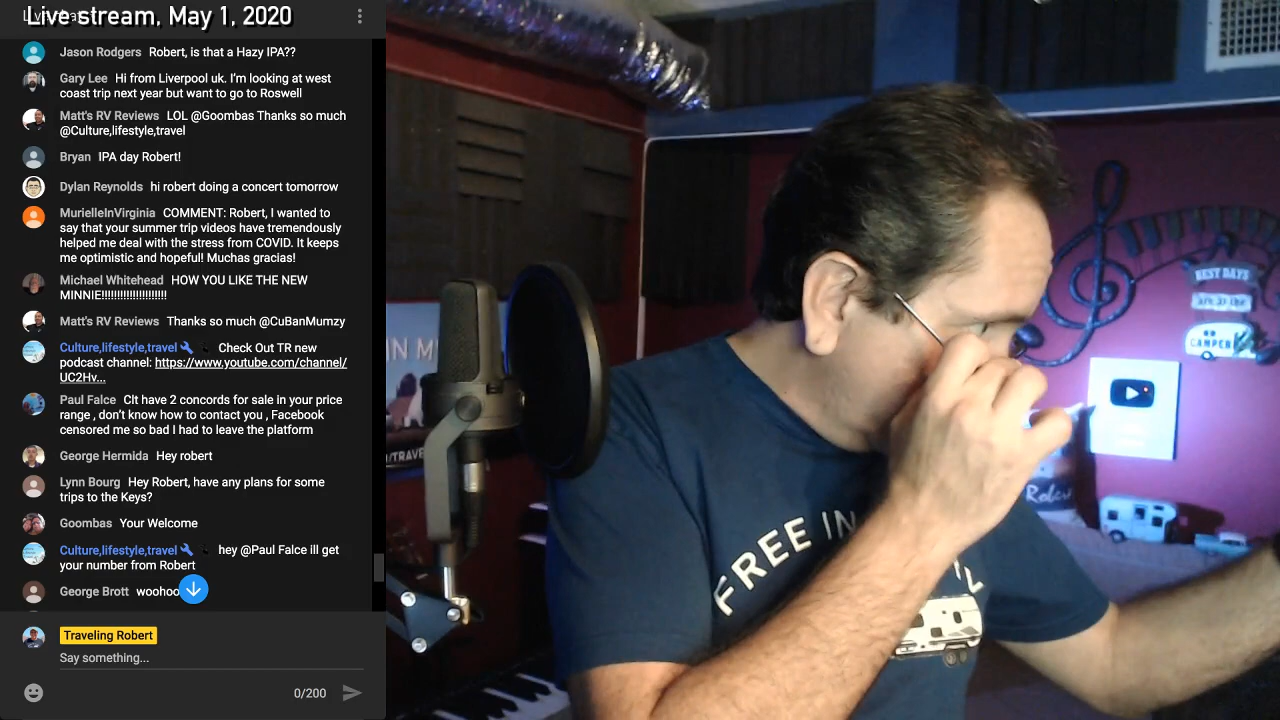 Live stream, May 1, 2020
Jason Rodgers Robert, is that a Hazy IPA??
Gary Lee Hi from Liverpool uk. I'm looking at west
coast trip next year but want to go to Roswell
Matt's RV Reviews LOL @Goombas Thanks so much
@Culture,lifestyle,travel
Bryan IPA day Robert!
Dylan Reynolds hi robert doing a concert tomorrow
MurielleInVirginia COMMENT: Robert, I wanted to
say that your summer trip videos have tremendously
helped me deal with the stress from COVID. It keeps
me optimistic and hopeful! Muchas gracias!
Michael Whitehead HOW YOU LIKE THE NEW
MINNIE!!!!!!!!!!!!!!!!!!!!!
Matt's RV Reviews Thanks so much @CuBanMumzy
Culture,lifestyle,travel Check Out TR new
podcast channel: https://www.youtube.com/channel/
UC2Hv...
Paul Falce Clt have 2 concords for sale in your price
range , don't know how to contact you , Facebook
censored me so bad I had to leave the platform
George Hermida Hey robert
Lynn Bourg Hey Robert, have any plans for some
trips to the Keys?
Goombas Your Welcome
Culture,lifestyle,travel hey @Paul Falce ill get
your number from Robert
George Brott woohoo
Traveling Robert
Say something...
0/200
IN M
/TRAVE
FREE IN
BEST DAYS
are at the
CAMPER
Robert